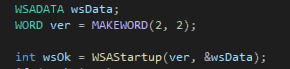 WSADATA wsData;
WORD ver = MAKEWORD(2, 2);
int wsOk = WSAStartup(ver, &wsData);